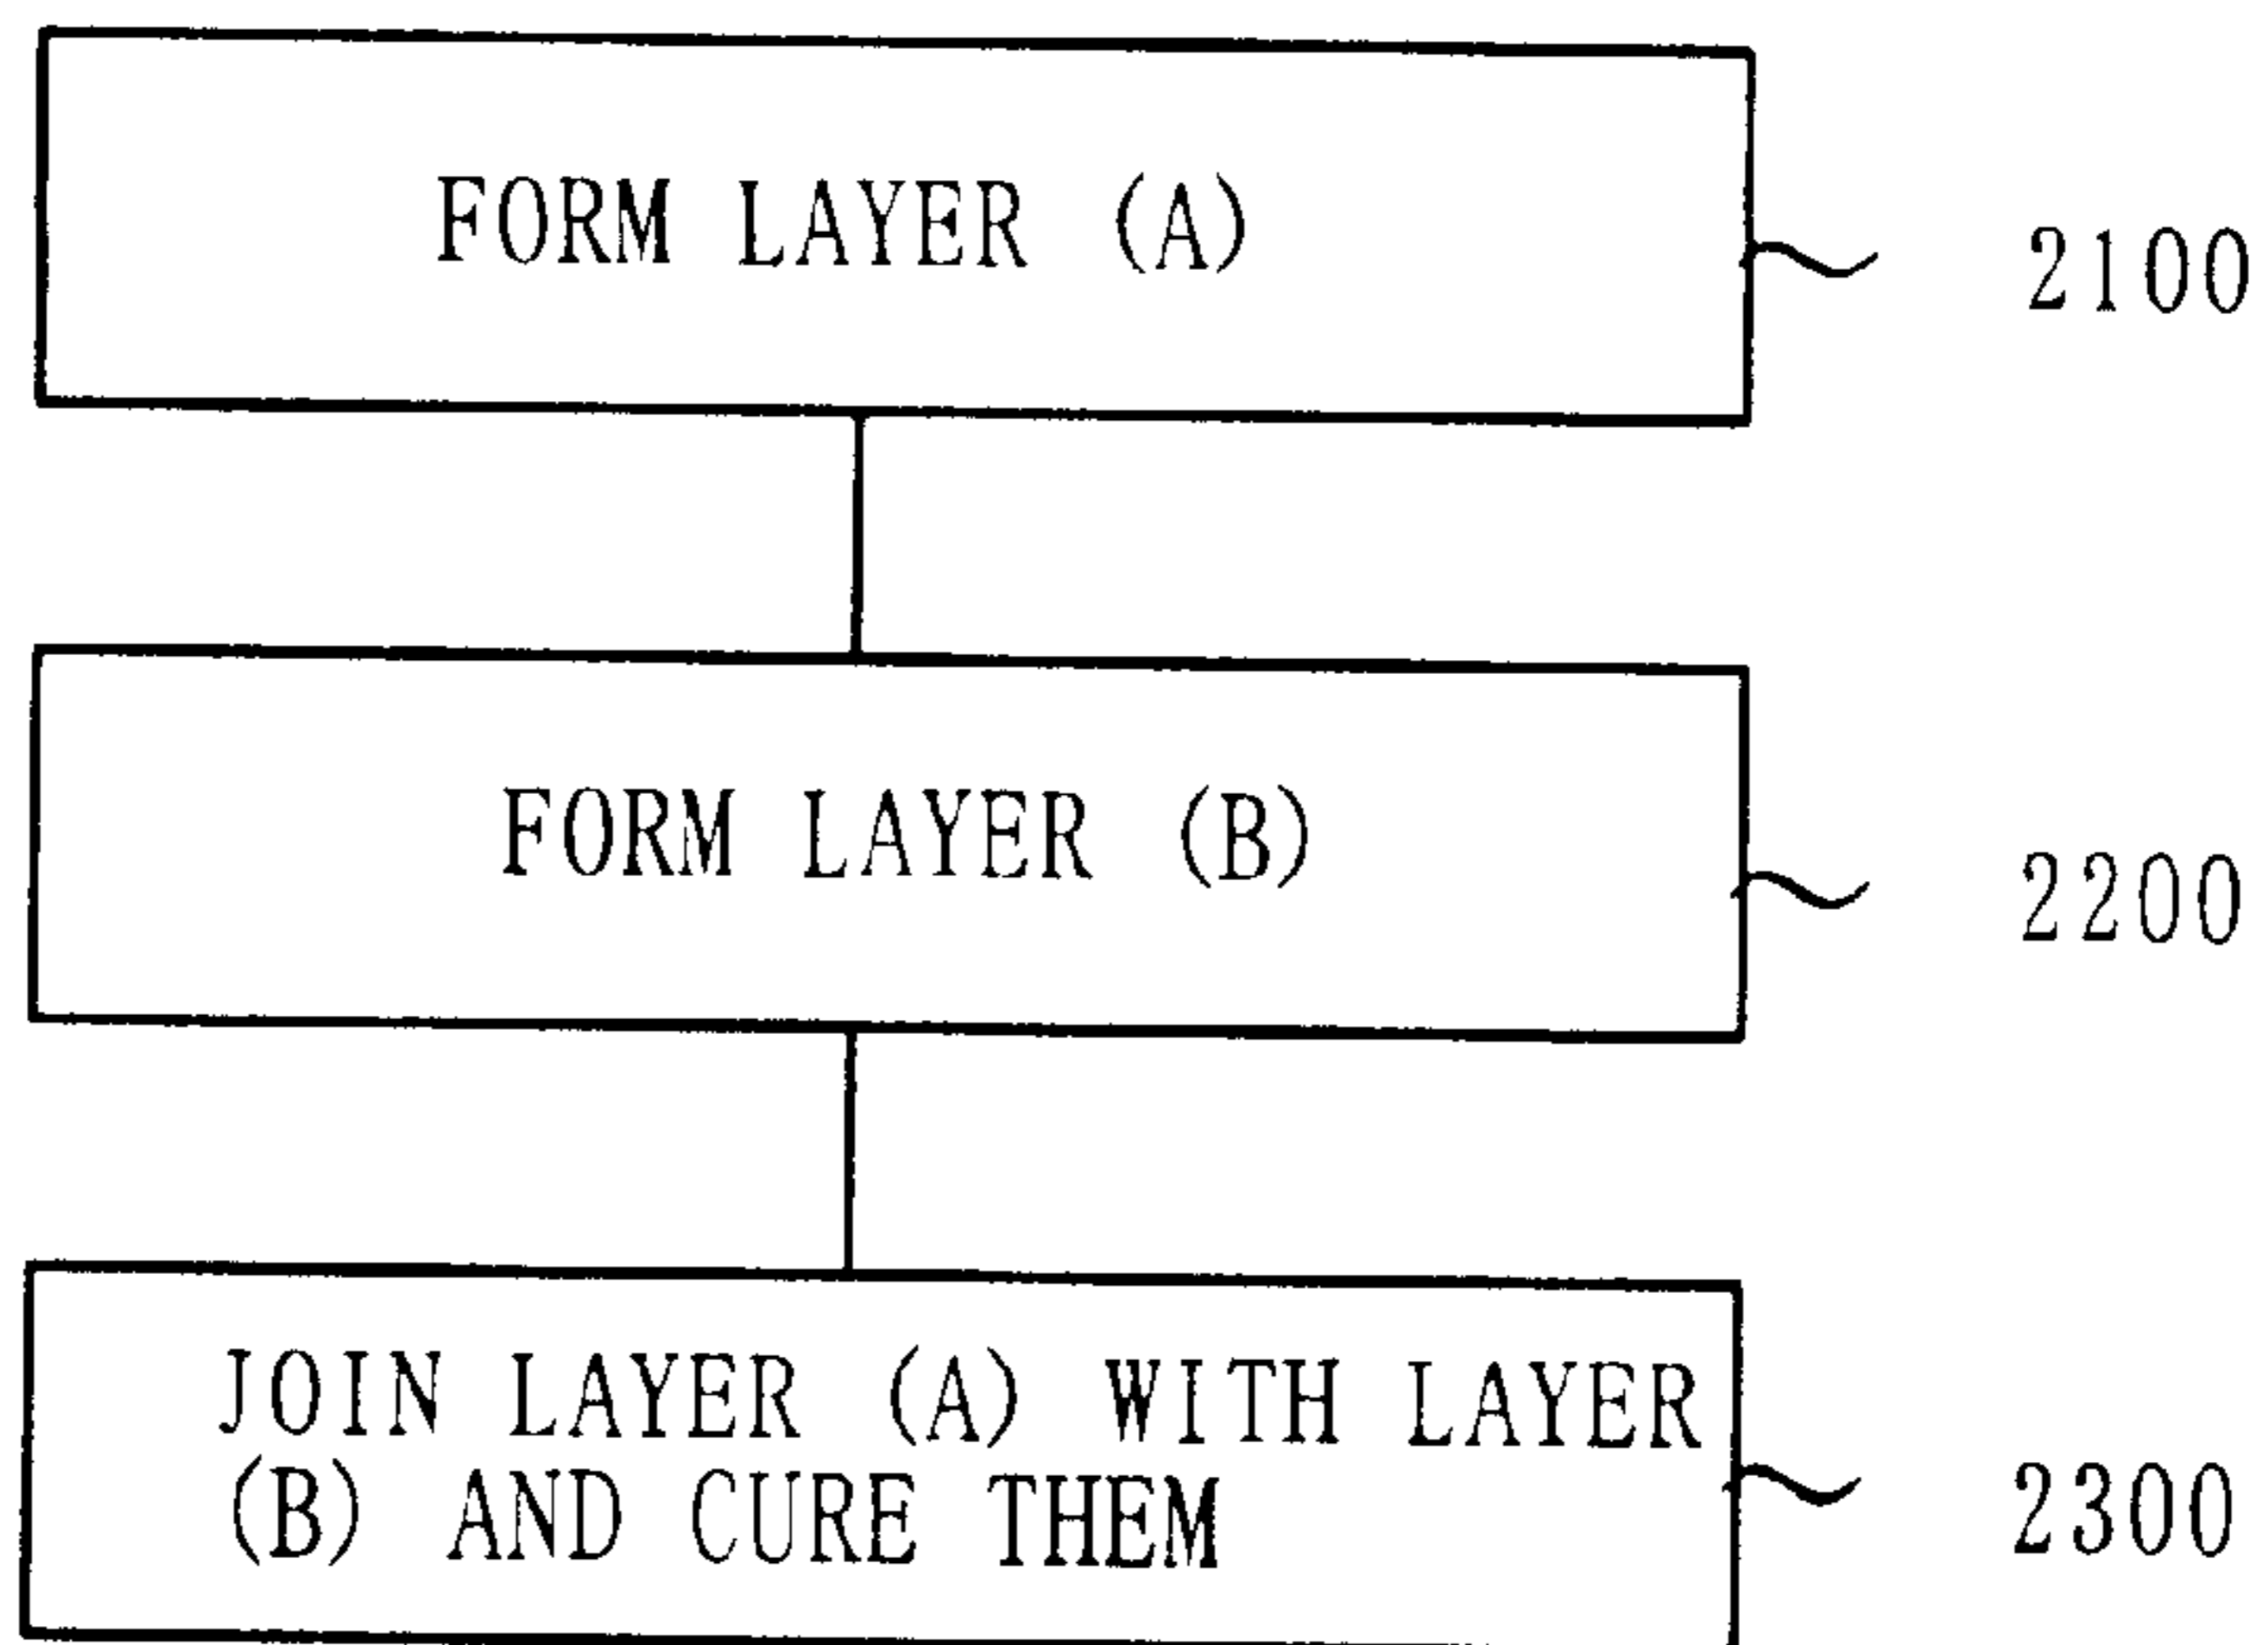 FORM LAYER (A)
2100
FORM LAYER (B)
2200
JOIN LAYER (A) WITH LAYER
(B) AND CURE THEM
2300